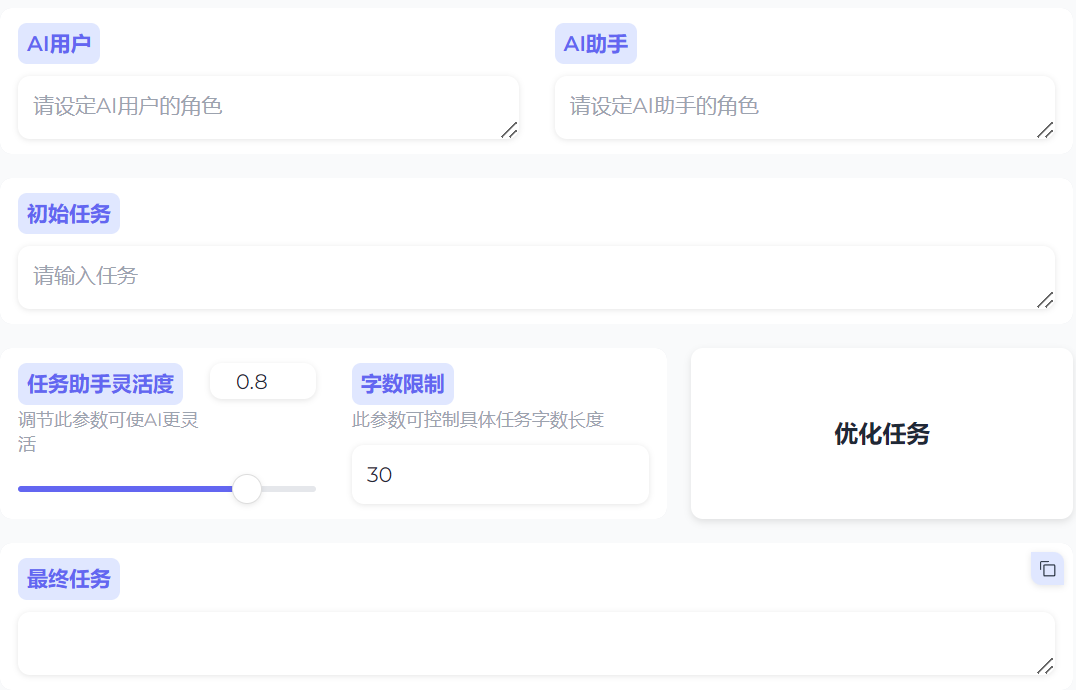 AI用户
AI助手
请设定AI用户的角色
请设定AI助手的角色
初始任务
请输入任务
任务助手灵活度
0.8
调节此参数可使AI更灵
活
字数限制
此参数可控制具体任务字数长度
30
优化任务
最终任务